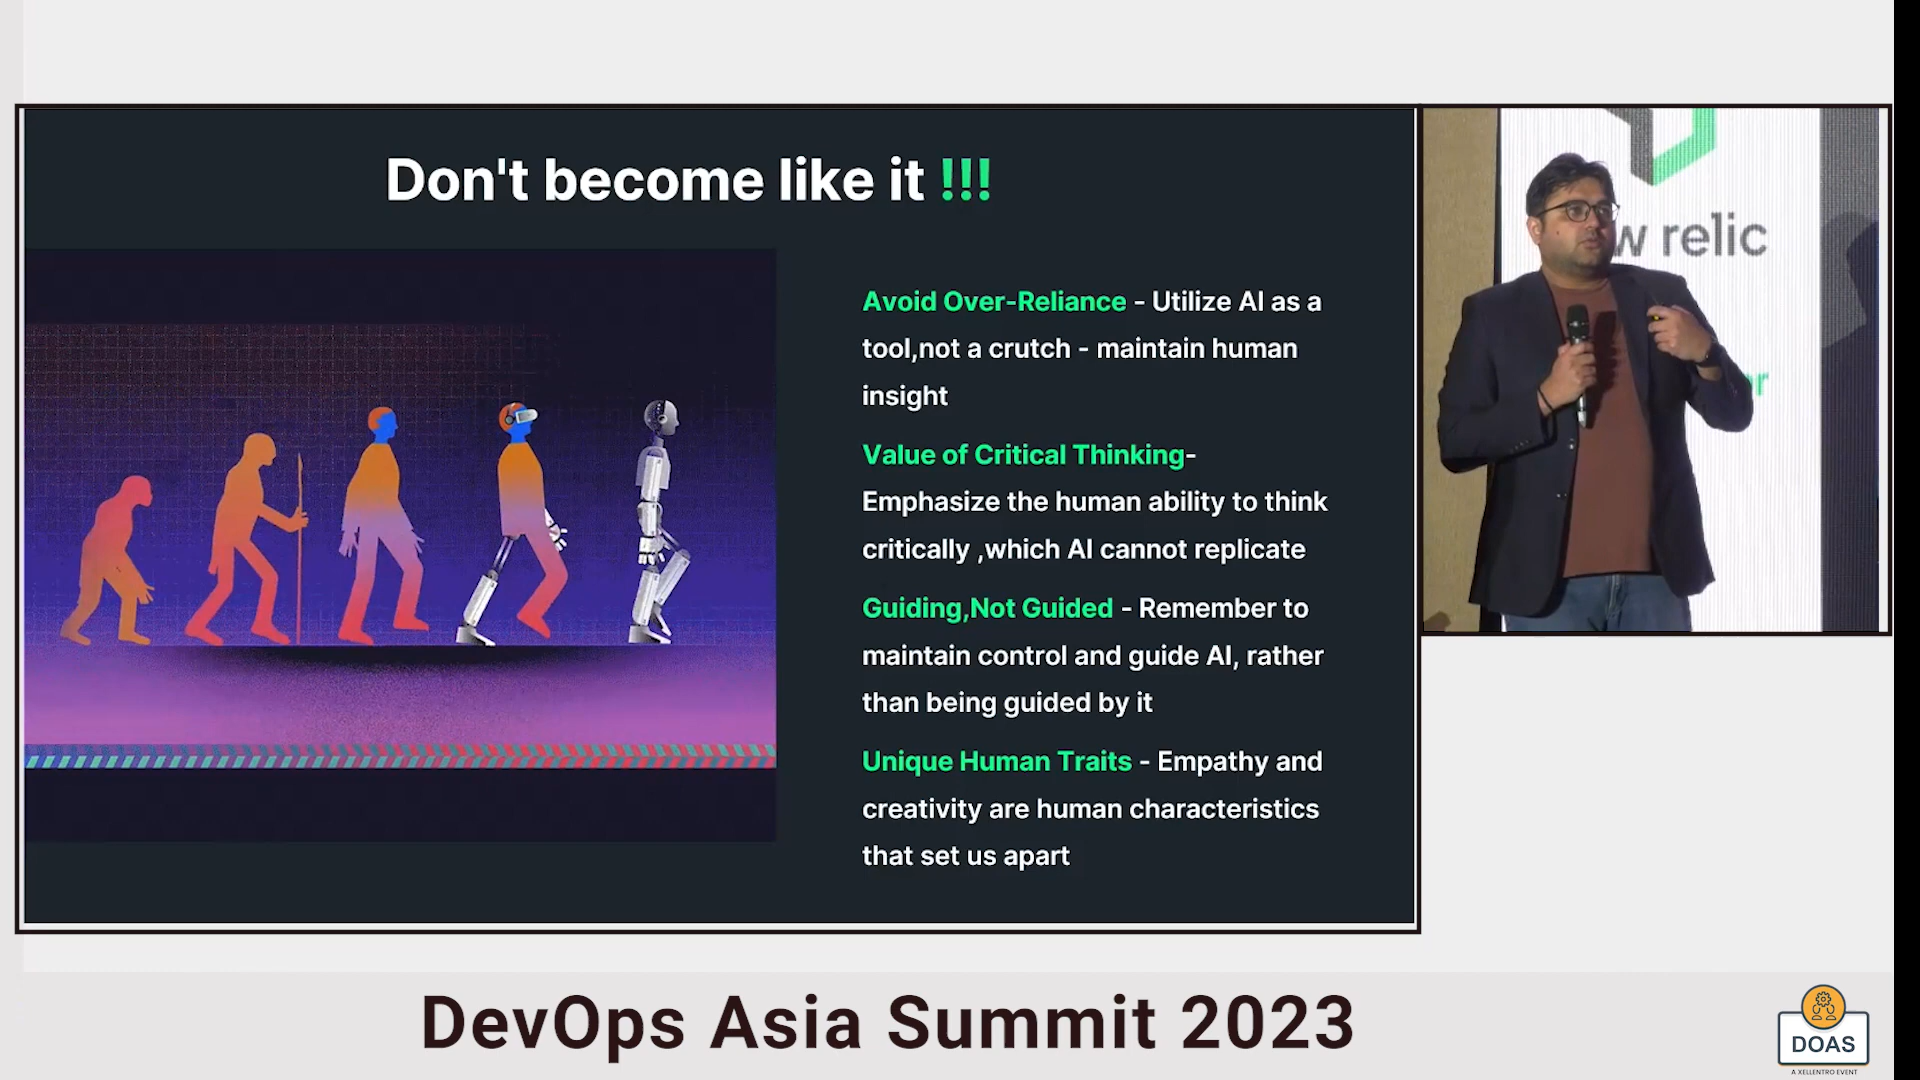 Don't become like it !!!
Avoid Over-Reliance - Utilize AI as a
tool,not a crutch - maintain human
insight
Value of Critical Thinking-
Emphasize the human ability to think
critically ,which AI cannot replicate
Guiding,Not Guided - Remember to
maintain control and guide AI, rather
than being guided by it
Unique Human Traits - Empathy and
creativity are human characteristics
that set us apart
relic
DevOps Asia Summit 2023
DOAS
A XELLENTRO EVENT